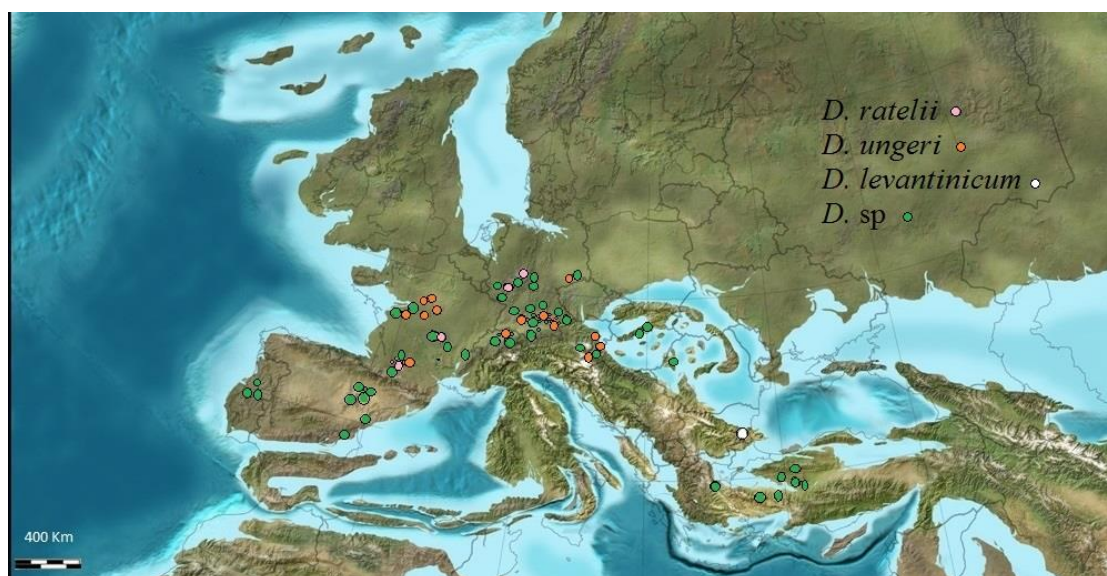 D. ratelii
D. ungeri
D. levantinicum
D. sp
400 Km